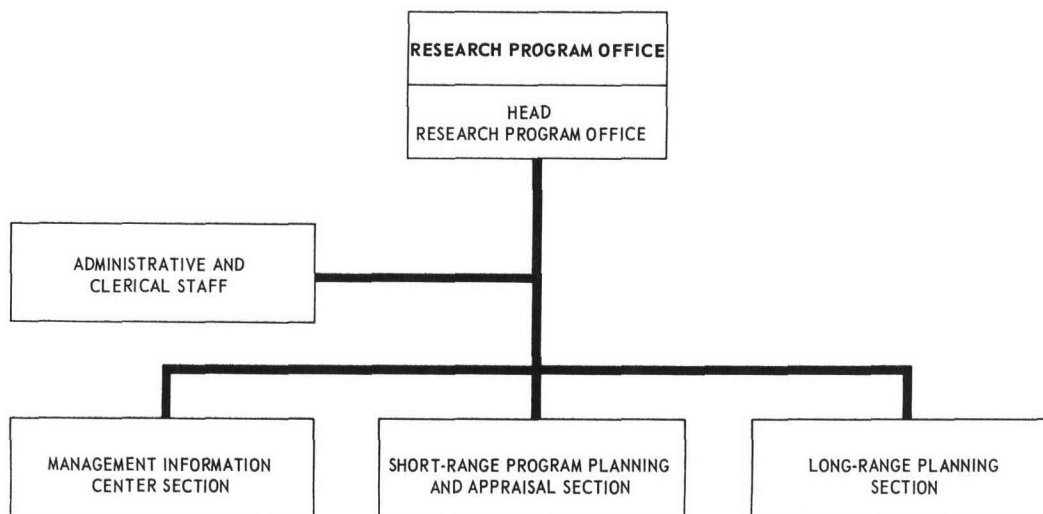 RESEARCH PROGRAM OFFICE
HEAD
RESEARCH PROGRAM OFFICE
ADMINISTRATIVE AND
CLERICAL STAFF
MANAGEMENT INFORMATION
CENTER SECTION
SHORT-RANGE PROGRAM PLANNING
AND APPRAISAL SECTION
LONG-RANGE PLANNING
SECTION